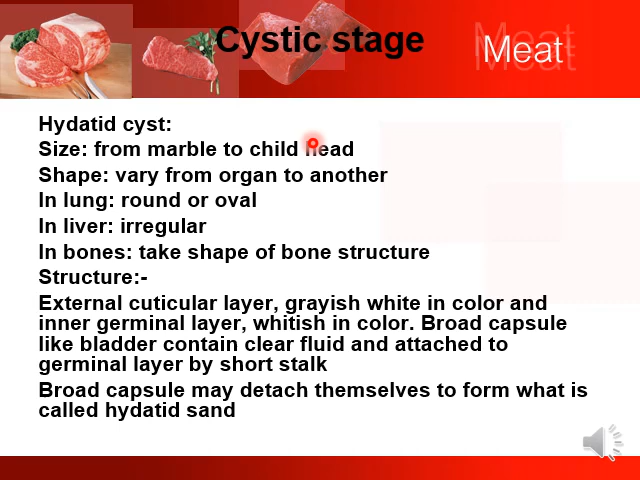 Cystic stage
Meat
Hydatid cyst:
Size: from marble to child head
Shape: vary from organ to another
In lung: round or oval
In liver: irregular
In bones: take shape of bone structure
Structure:-
External cuticular layer, grayish white in color and
inner germinal layer, whitish in color. Broad capsule
like bladder contain clear fluid and attached to
germinal layer by short stalk
Broad capsule may detach themselves to form what is
called hydatid sand